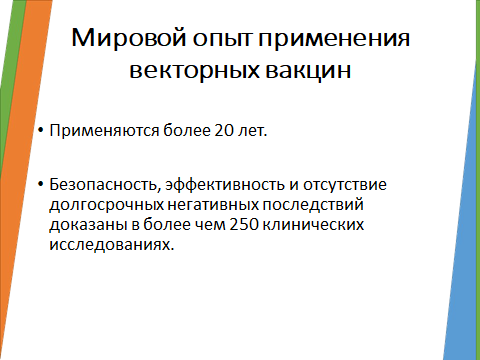 Мировой опыт применения
векторных вакцин
• Применяются более 20 лет.
• Безопасность, эффективность и отсутствие
долгосрочных негативных последствий
доказаны в более чем 250 клинических
исследованиях.